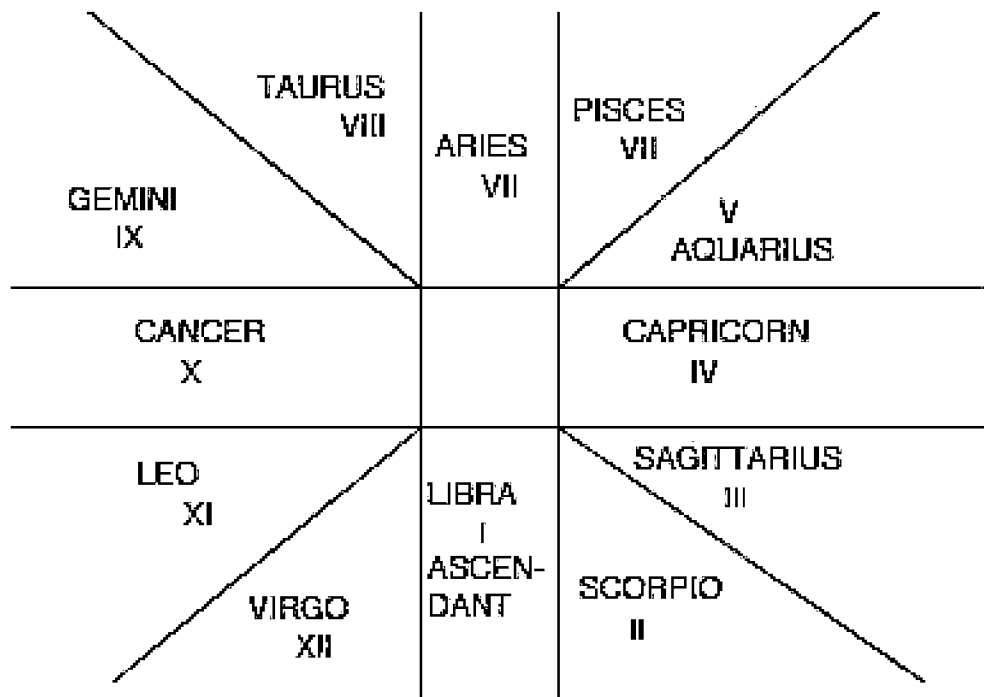 TAURUS
VIII
ARIES
VII
PISCES
VII
GEMINI
IX
V
AQUARIUS
CANCER
X
CAPRICORN
IV
LEO
XI
LIBRA
I
ASCEN-
DANT
SAGITTARIUS
III
VIRGO
XII
SCORPIO
II